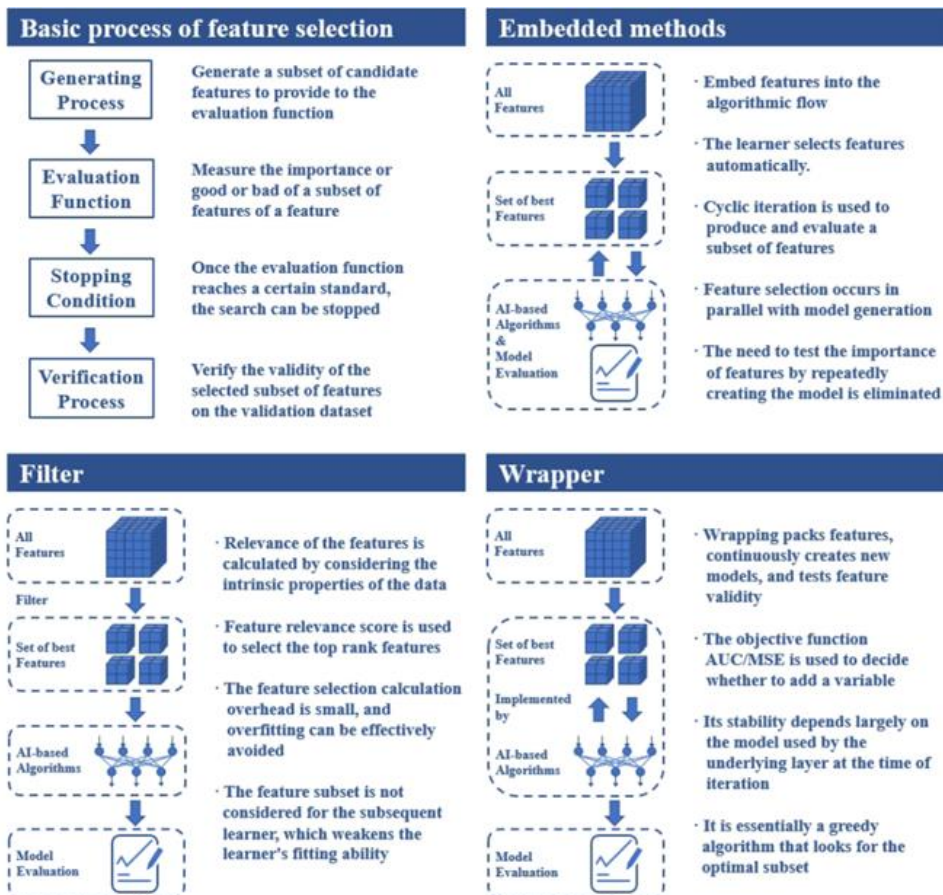 Basic process of feature selection
Generating
Process
Generate a subset of candidate
features to provide to the
evaluation function
Evaluation
Function
Measure the importance or
good or bad of a subset of
features of a feature
Stopping
Condition
Once the evaluation function
reaches a certain standard,
the search can be stopped
Verification
Process
Verify the validity of the
selected subset of features
on the validation dataset
Embedded methods
All
Features
Set of best
Features
AI-based
Algorithms
&
Model
Evaluation
· Embed features into the
algorithmic flow
· The learner selects features
automatically.
· Cyclic iteration is used to
produce and evaluate a
subset of features
· Feature selection occurs in
parallel with model generation
· The need to test the importance
of features by repeatedly
creating the model is eliminated
Filter
All
Features
Filter
Set of best
Features
AI-based
Algorithms
Model
Evaluation
· Relevance of the features is
calculated by considering the
intrinsic properties of the data
· Feature relevance score is used
to select the top rank features
· The feature selection calculation
overhead is small, and
overfitting can be effectively
avoided
· The feature subset is not
considered for the subsequent
learner, which weakens the
learner's fitting ability
Wrapper
All
Features
Set of best
Features
Implemented
by
AI-based
Algorithms
Model
Evaluation
· Wrapping packs features,
continuously creates new
models, and tests feature
validity
· The objective function
AUC/MSE is used to decide
whether to add a variable
· Its stability depends largely on
the model used by the
underlying layer at the time of
iteration
· It is essentially a greedy
algorithm that looks for the
optimal subset